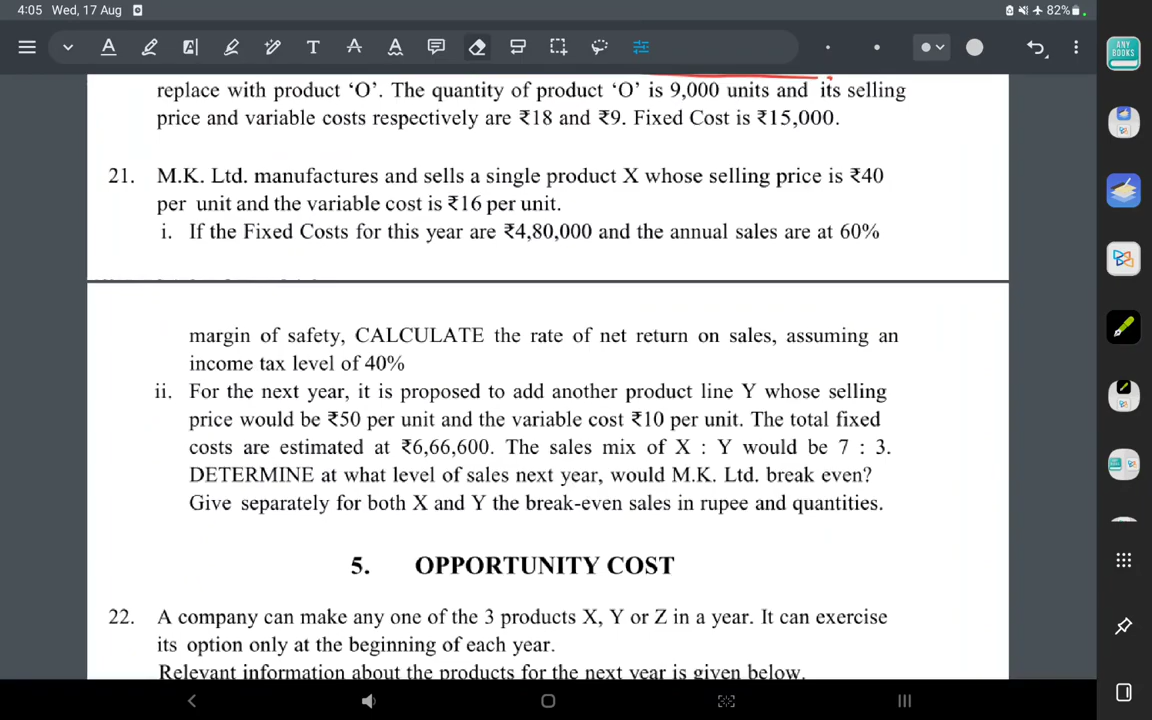 4:05 Wed, 17 Aug
82%
A
A
T
A
A
ANY BOOKS
replace with product ‘O’. The quantity of product ‘O’ is 9,000 units and its selling
price and variable costs respectively are ₹18 and ₹9. Fixed Cost is ₹15,000.
21. M.K. Ltd. manufactures and sells a single product X whose selling price is ₹40
per unit and the variable cost is ₹16 per unit.
i. If the Fixed Costs for this year are ₹4,80,000 and the annual sales are at 60%
margin of safety, CALCULATE the rate of net return on sales, assuming an
income tax level of 40%
ii. For the next year, it is proposed to add another product line Y whose selling
price would be ₹50 per unit and the variable cost ₹10 per unit. The total fixed
costs are estimated at ₹6,66,600. The sales mix of X : Y would be 7 : 3.
DETERMINE at what level of sales next year, would M.K. Ltd. break even?
Give separately for both X and Y the break-even sales in rupee and quantities.
5. OPPORTUNITY COST
22. A company can make any one of the 3 products X, Y or Z in a year. It can exercise
its option only at the beginning of each year.
Relevant information about the products for the next year is given below.